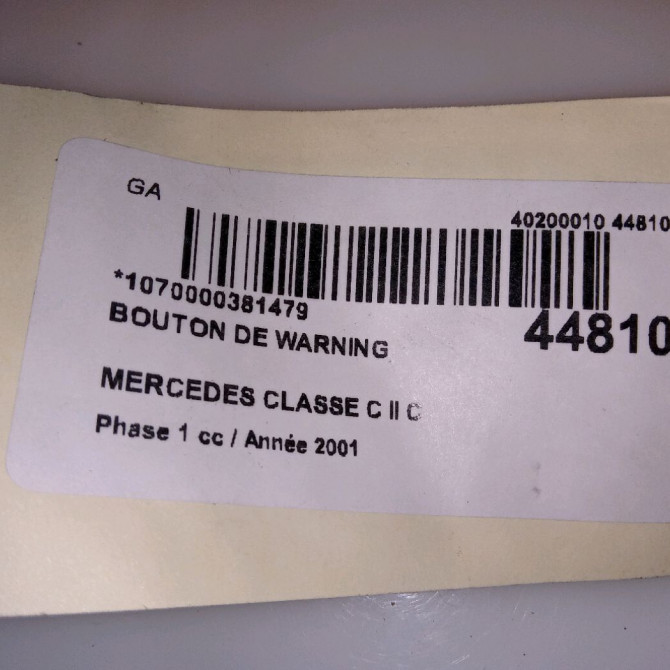 GA
40200010 44810
*1070000381479
BOUTON DE WARNING
44810
MERCEDES CLASSE C II C
Phase 1 cc / Année 2001